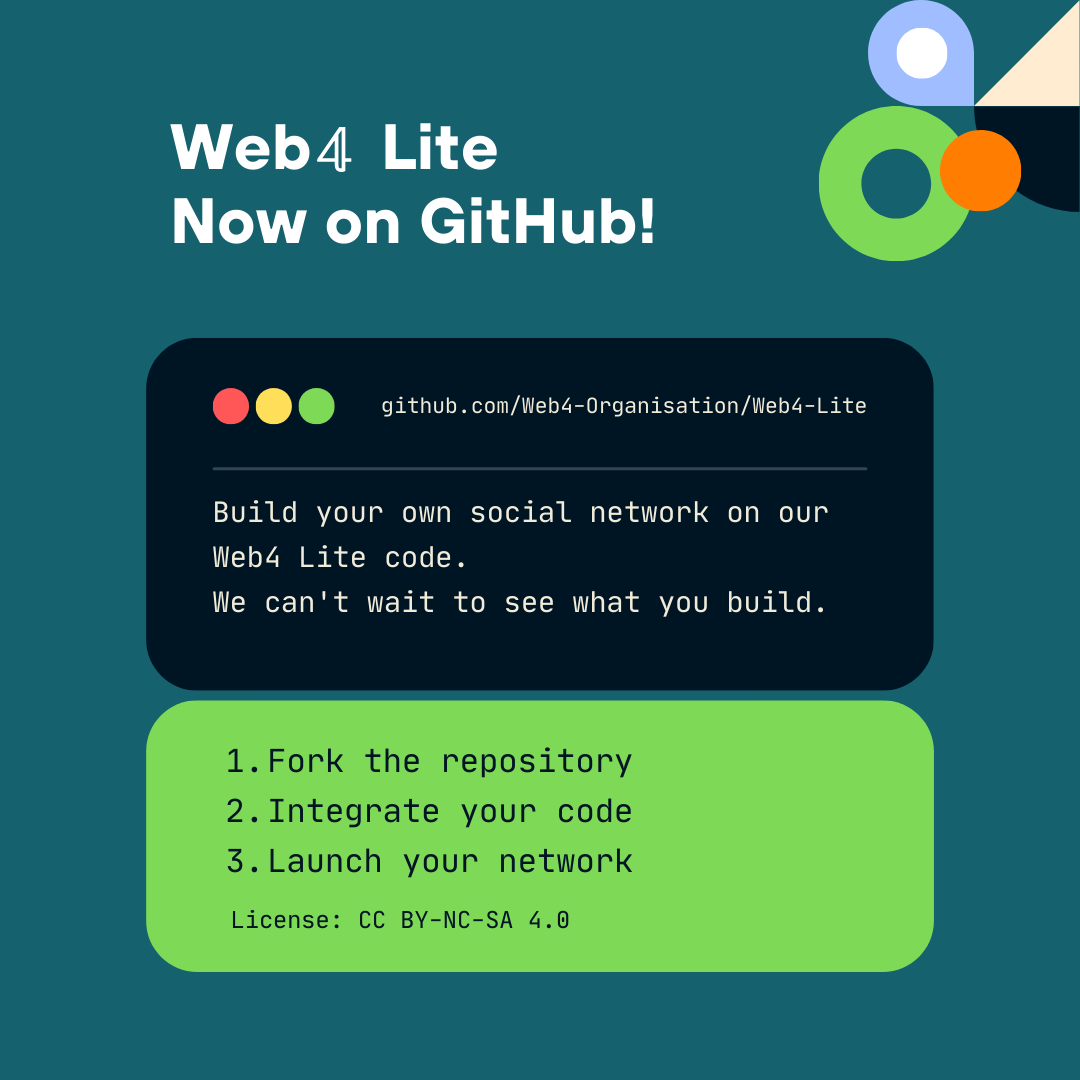 Web4 Lite
Now on GitHub!
github.com/Web4-Organisation/Web4-Lite
Build your own social network on our
Web4 Lite code.
We can't wait to see what you build.
1. Fork the repository
2. Integrate your code
3. Launch your network
License: CC BY-NC-SA 4.0